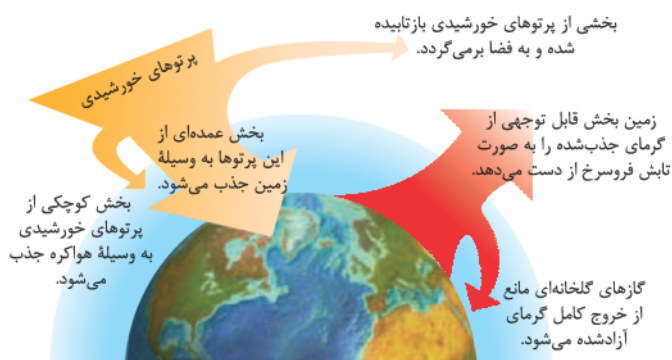 بخشی از پرتوهای خورشیدی بازتابیده
شده و به فضا برمی‌گردد.
پرتوهای خورشیدی
زمین بخش قابل توجهی از
گرمای جذب‌شده را به صورت
تابش فروسرخ از دست می‌دهد.
بخش عمده‌ای از
این پرتوها به وسیلهٔ
زمین جذب می‌شود.
بخش کوچکی از
پرتوهای خورشیدی
به وسیلهٔ هواکره جذب
می‌شود.
گازهای گلخانه‌ای مانع
از خروج کامل گرمای
آزادشده می‌شود.